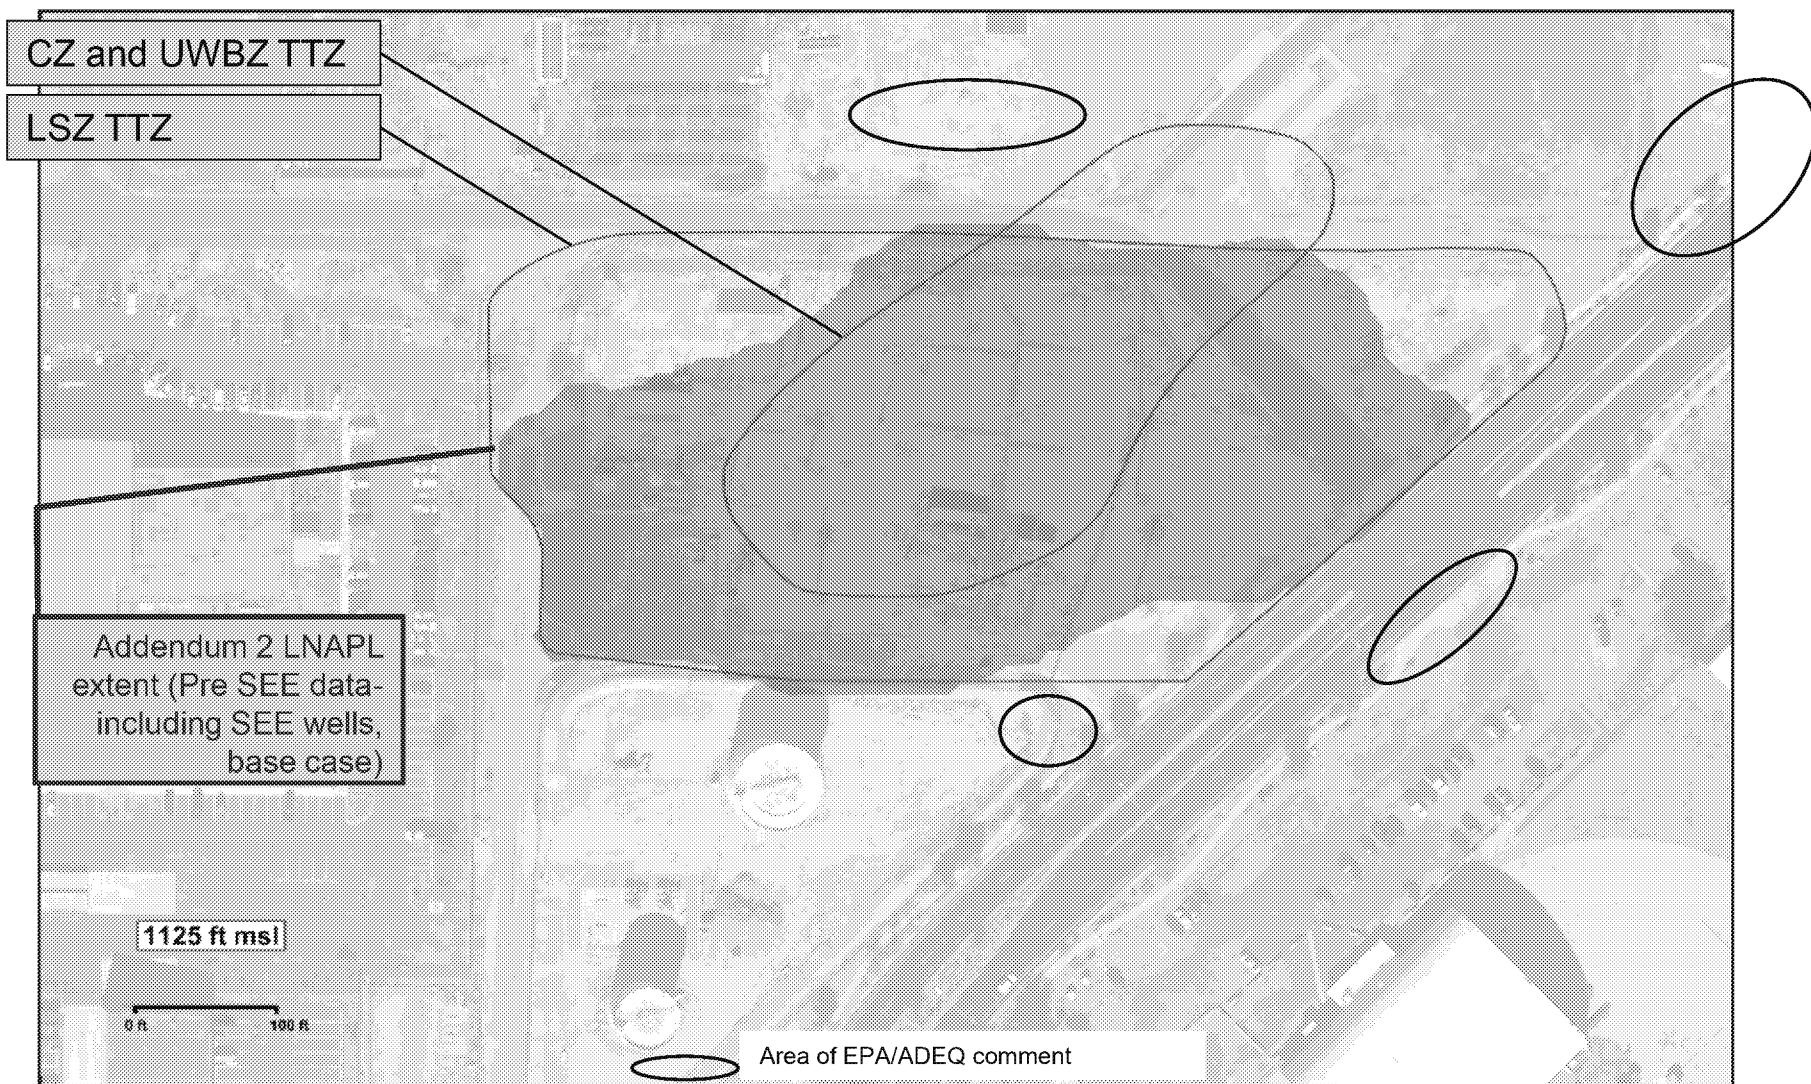 CZ and UWBZ TTZ
LSZ TTZ
Addendum 2 LNAPL
extent (Pre SEE data-
including SEE wells,
base case)
1125 ft msl
0 ft 100 ft
Area of EPA/ADEQ comment